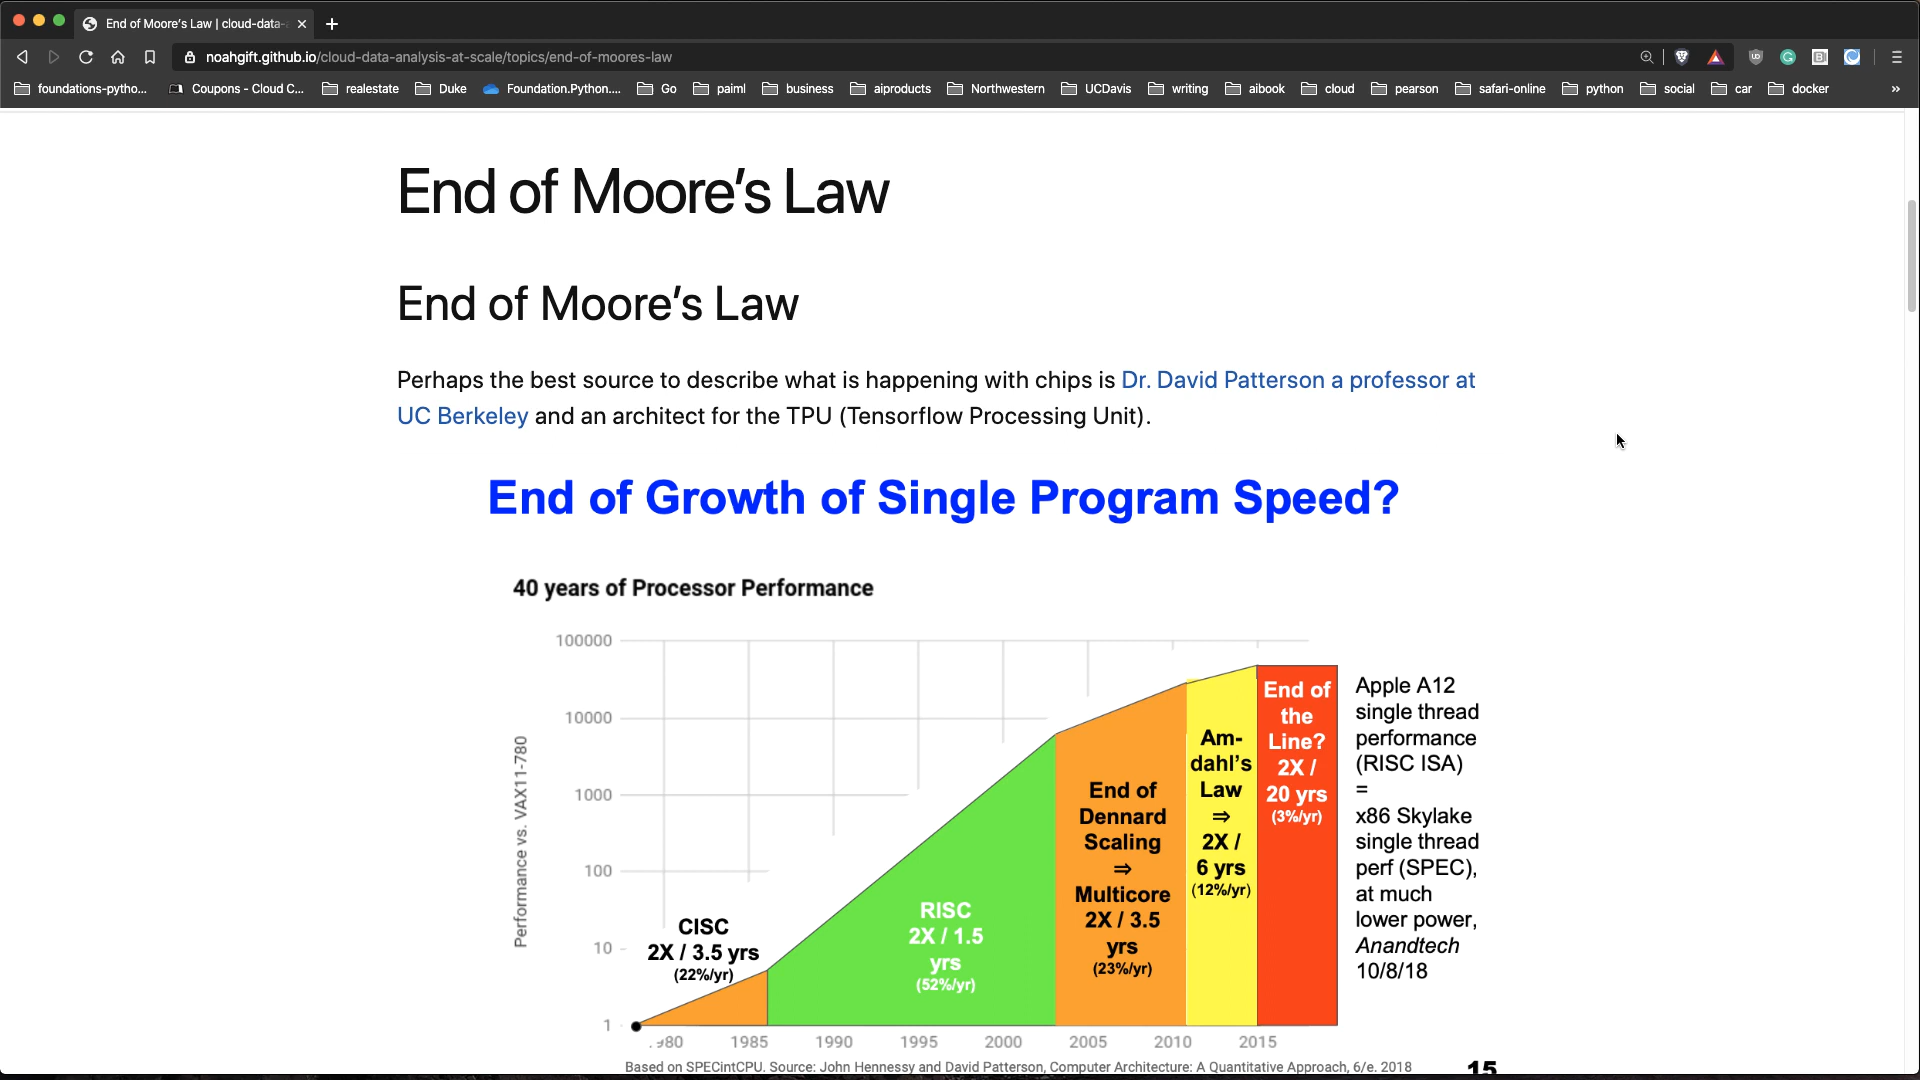 End of Moore's Law | cloud-data-
noahgift.github.io/cloud-data-analysis-at-scale/topics/end-of-moores-law
foundations-pytho... Coupons - Cloud C... realestate Duke Foundation.Python.... Go paiml business aiproducts Northwestern UCDavis writing aibook cloud pearson safari-online python social car docker »
End of Moore's Law
End of Moore's Law
Perhaps the best source to describe what is happening with chips is Dr. David Patterson a professor at
UC Berkeley and an architect for the TPU (Tensorflow Processing Unit).
End of Growth of Single Program Speed?
40 years of Processor Performance
Performance vs. VAX11-780
100000
10000
1000
100
10
1
CISC
2X / 3.5 yrs
(22%/yr)
RISC
2X / 1.5
yrs
(52%/yr)
End of
Dennard
Scaling
⇒
Multicore
2X / 3.5
yrs
(23%/yr)
Am-
dahl's
Law
⇒
2X /
6 yrs
(12%/yr)
End of
the
Line?
2X /
20 yrs
(3%/yr)
Apple A12
single thread
performance
(RISC ISA)
=
x86 Skylake
single thread
perf (SPEC),
at much
lower power,
Anandtech
10/8/18
980 1985 1990 1995 2000 2005 2010 2015
Based on SPECintCPU. Source: John Hennessy and David Patterson, Computer Architecture: A Quantitative Approach, 6/e. 2018
15